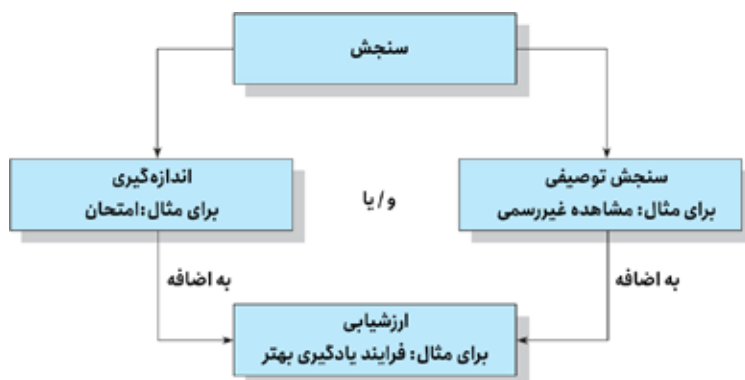 سنجش
سنجش توصیفی
برای مثال: مشاهده غیررسمی
و / یا
اندازه‌گیری
برای مثال:امتحان
به اضافه
به اضافه
ارزشیابی
برای مثال: فرایند یادگیری بهتر